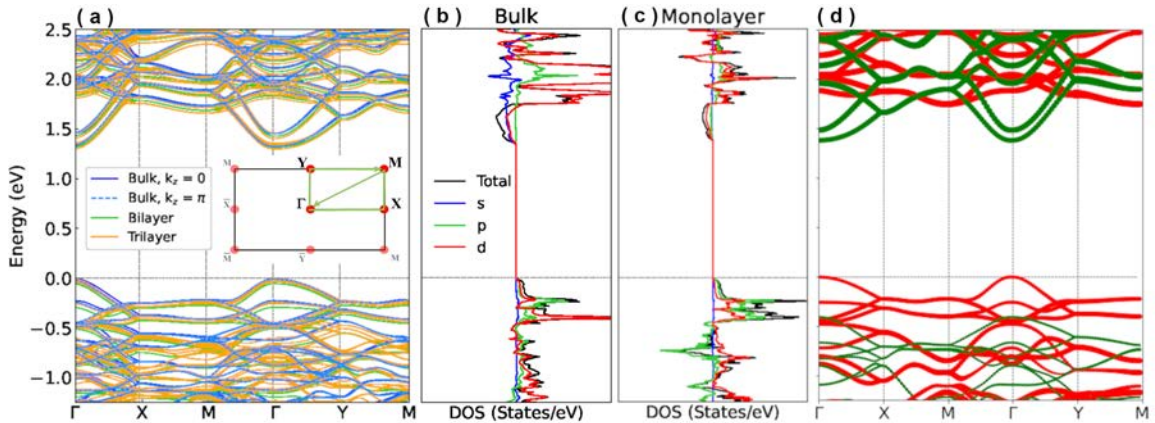 ( a )
( b )
Bulk
( c )
Monolayer
( d )
2.5
2.0
1.5
1.0
0.5
0.0
−0.5
−1.0
Energy (eV)
Bulk, k_z = 0
Bulk, k_z = π
Bilayer
Trilayer
M Y M
X̅ Γ X
M̅ Y̅ M
Total
s
p
d
Γ X M Γ Y M
DOS (States/eV)
DOS (States/eV)
Γ X M Γ Y M